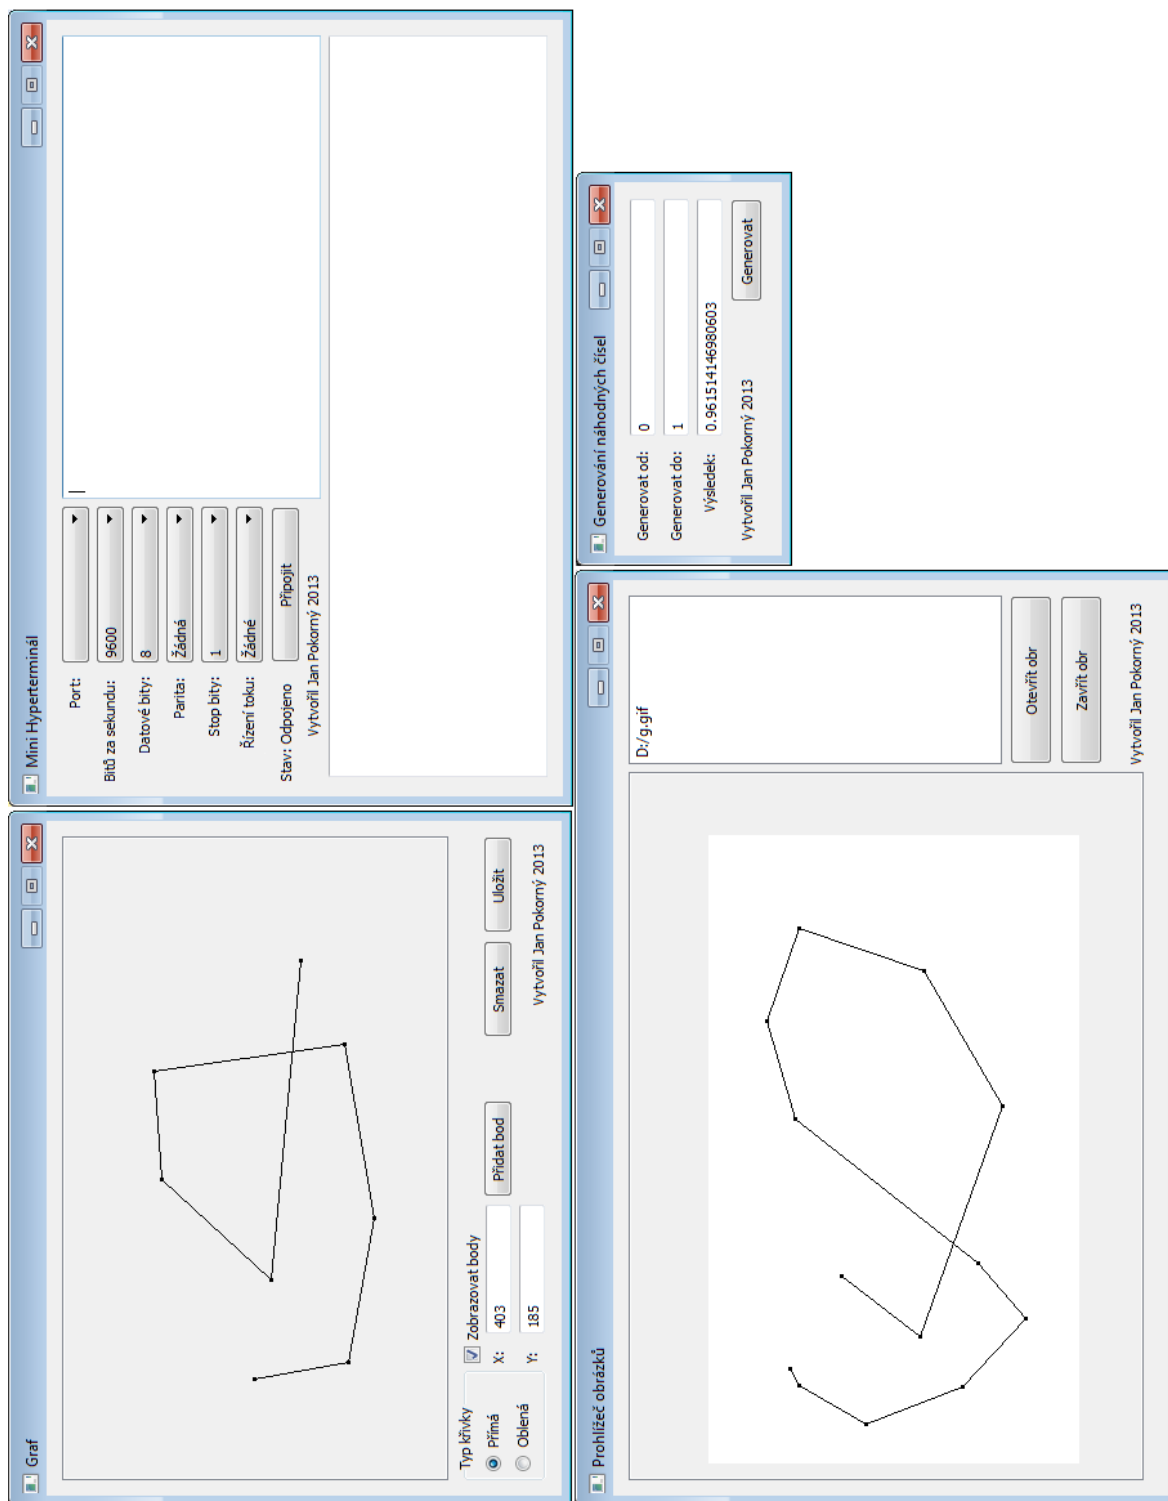 Graf
Typ křivky
Přímá
Oblená
Zobrazovat body
X: 403
Y: 185
Přidat bod
Smazat
Uložit
Vytvořil Jan Pokorný 2013
Mini Hyperterminál
Port:
Bitů za sekundu: 9600
Datové bity: 8
Parita: Žádná
Stop bity: 1
Řízení toku: Žádné
Stav: Odpojeno
Připojit
Vytvořil Jan Pokorný 2013
Prohlížeč obrázků
D:/g.gif
Otevřít obr
Zavřít obr
Vytvořil Jan Pokorný 2013
Generování náhodných čísel
Generovat od: 0
Generovat do: 1
Výsledek: 0.961514146980603
Vytvořil Jan Pokorný 2013
Generovat